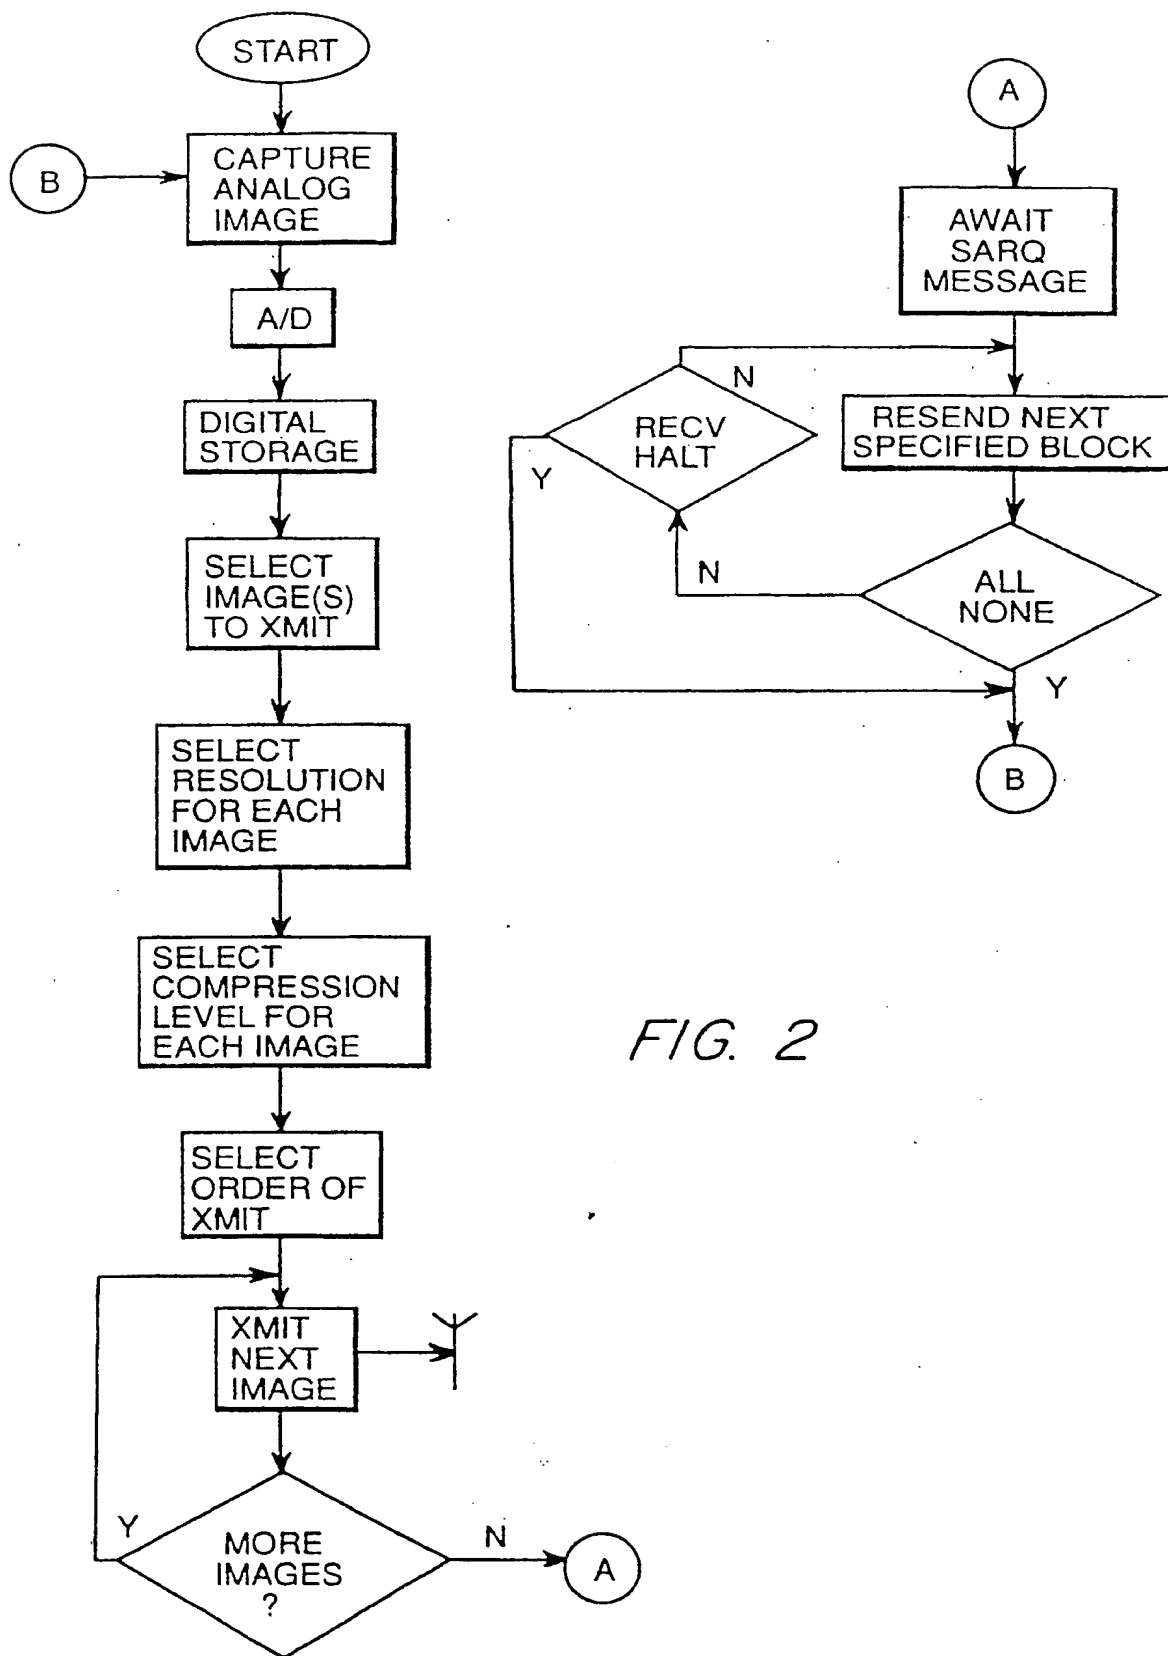 START
B
CAPTURE
ANALOG
IMAGE
A/D
DIGITAL
STORAGE
SELECT
IMAGE(S)
TO XMIT
SELECT
RESOLUTION
FOR EACH
IMAGE
SELECT
COMPRESSION
LEVEL FOR
EACH IMAGE
SELECT
ORDER OF
XMIT
XMIT
NEXT
IMAGE
Y
MORE
IMAGES
?
N
A
A
AWAIT
SARQ
MESSAGE
N
RECV
HALT
Y
RESEND NEXT
SPECIFIED BLOCK
N
ALL
NONE
Y
B
FIG. 2